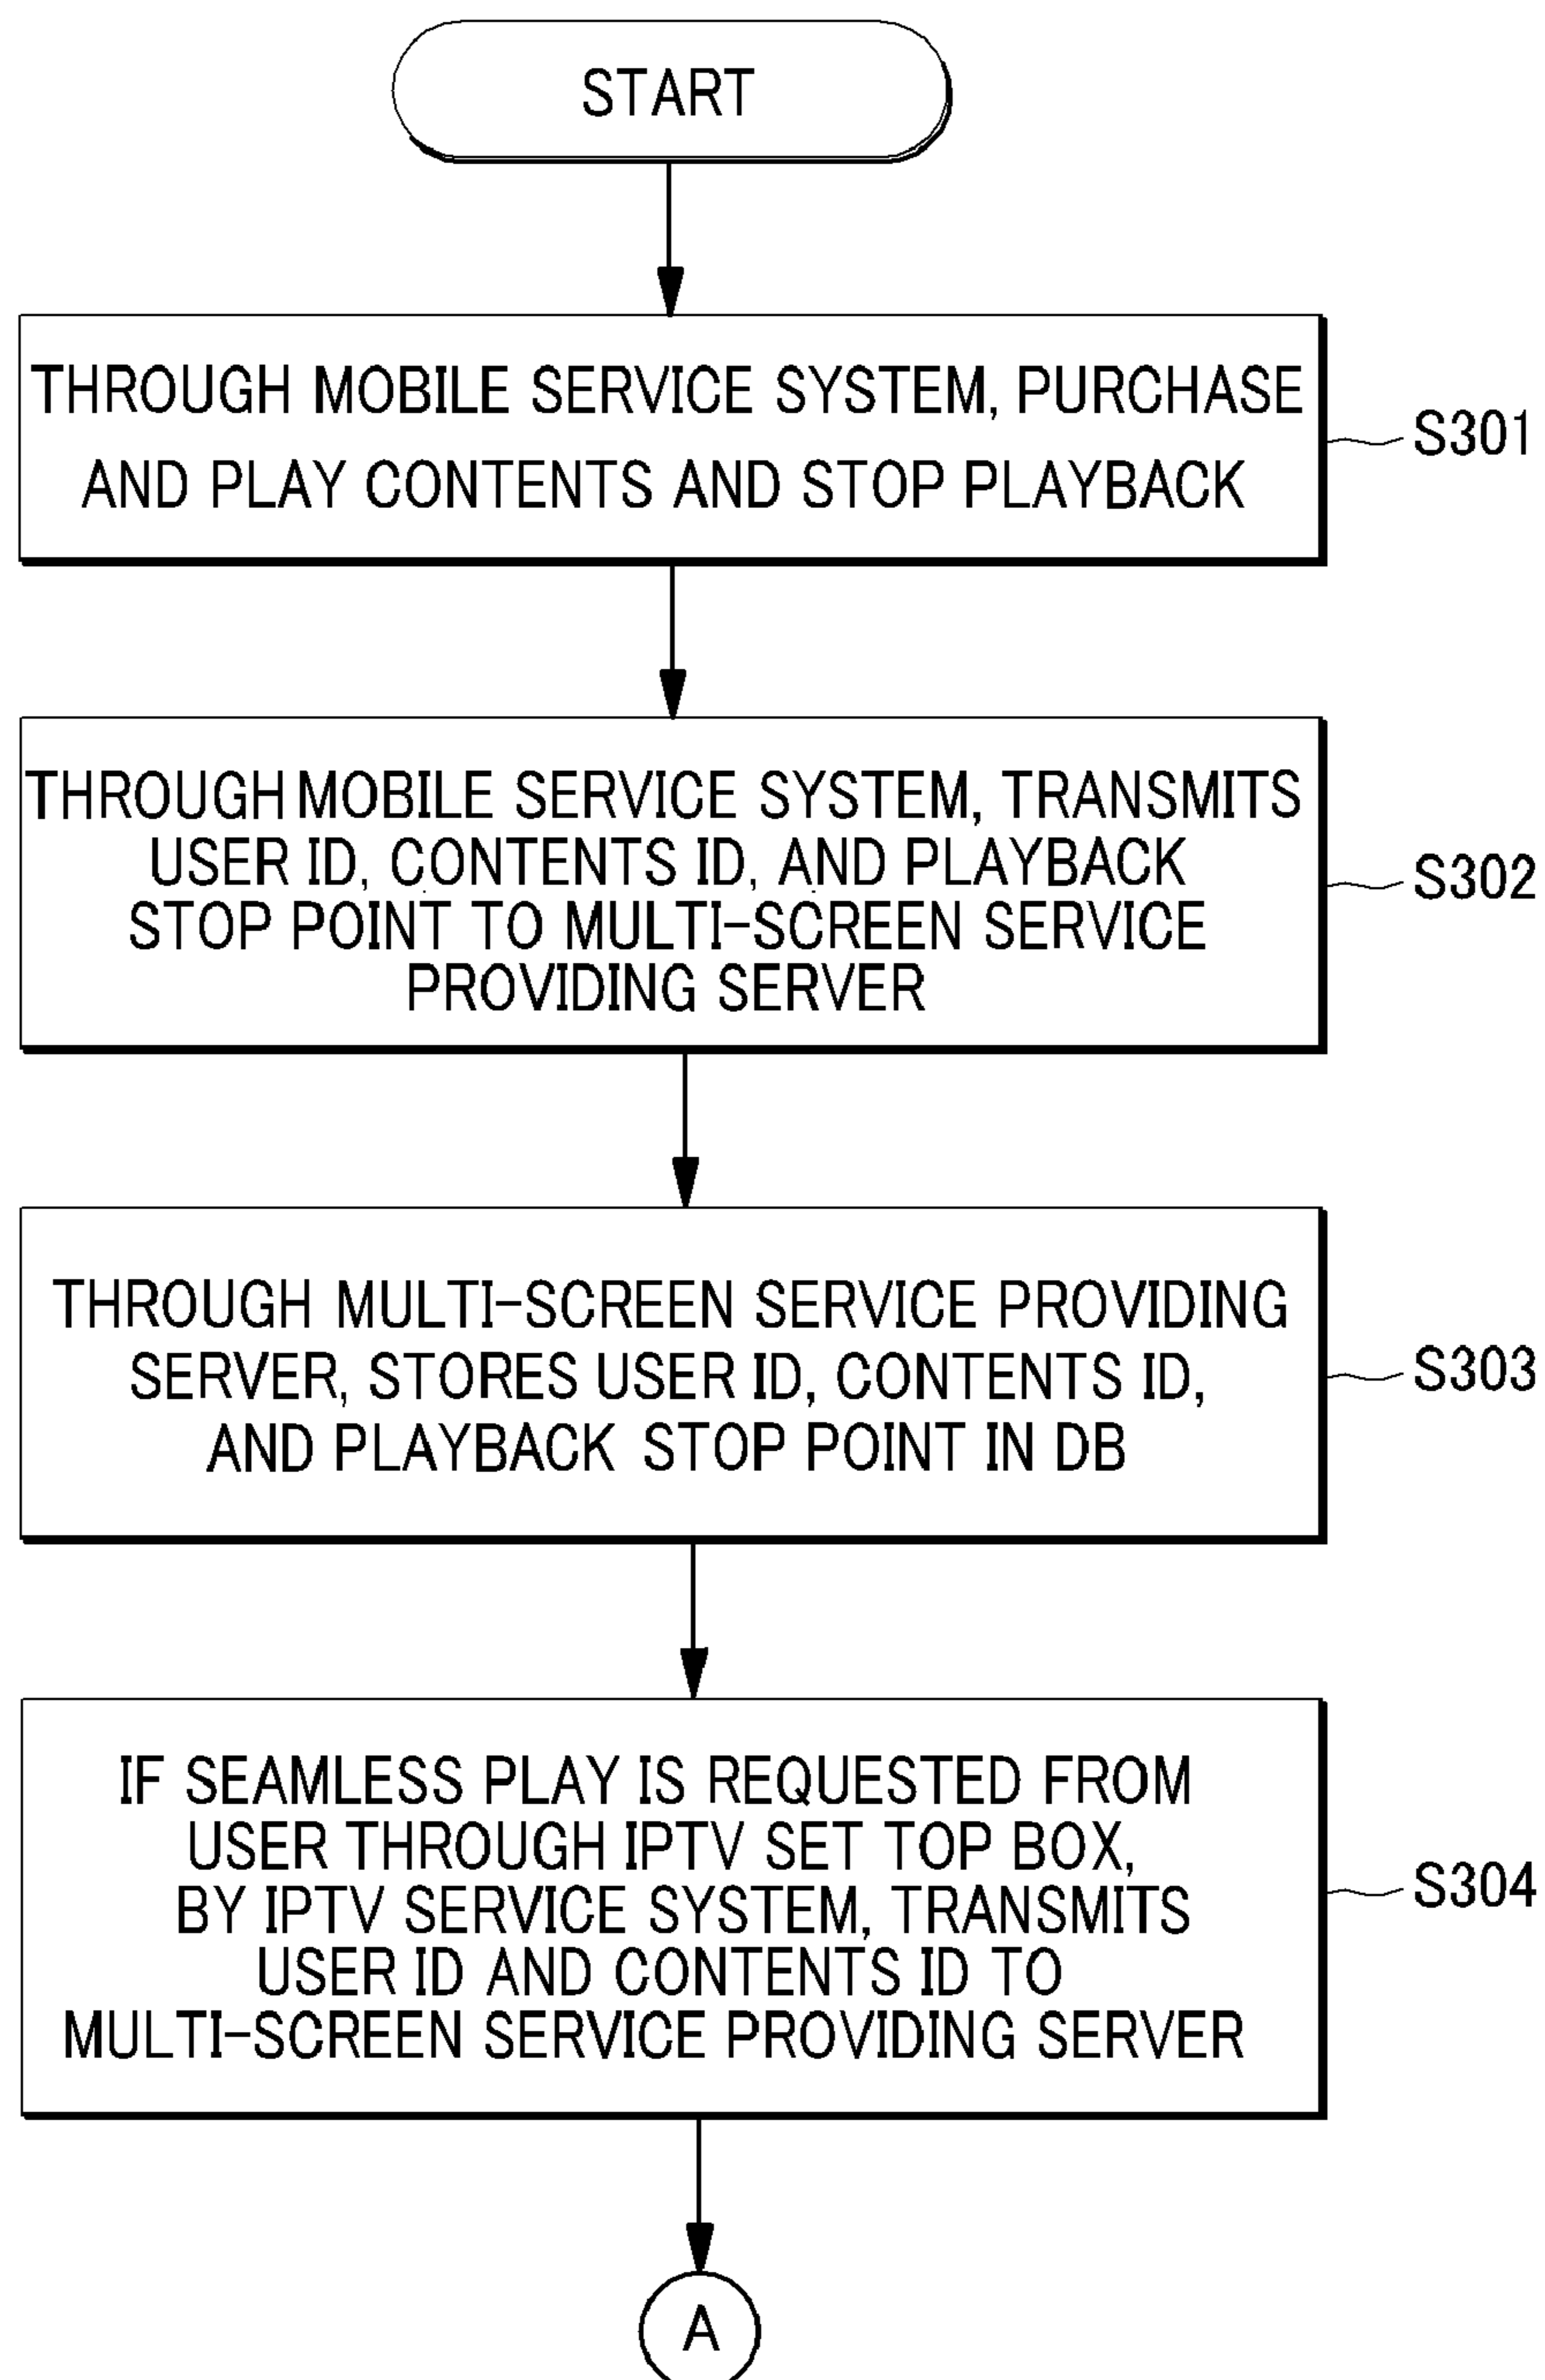 START
THROUGH MOBILE SERVICE SYSTEM, PURCHASE
AND PLAY CONTENTS AND STOP PLAYBACK
S301
THROUGH MOBILE SERVICE SYSTEM, TRANSMITS
USER ID, CONTENTS ID, AND PLAYBACK
STOP POINT TO MULTI-SCREEN SERVICE
PROVIDING SERVER
S302
THROUGH MULTI-SCREEN SERVICE PROVIDING
SERVER, STORES USER ID, CONTENTS ID,
AND PLAYBACK STOP POINT IN DB
S303
IF SEAMLESS PLAY IS REQUESTED FROM
USER THROUGH IPTV SET TOP BOX,
BY IPTV SERVICE SYSTEM, TRANSMITS
USER ID AND CONTENTS ID TO
MULTI-SCREEN SERVICE PROVIDING SERVER
S304
A